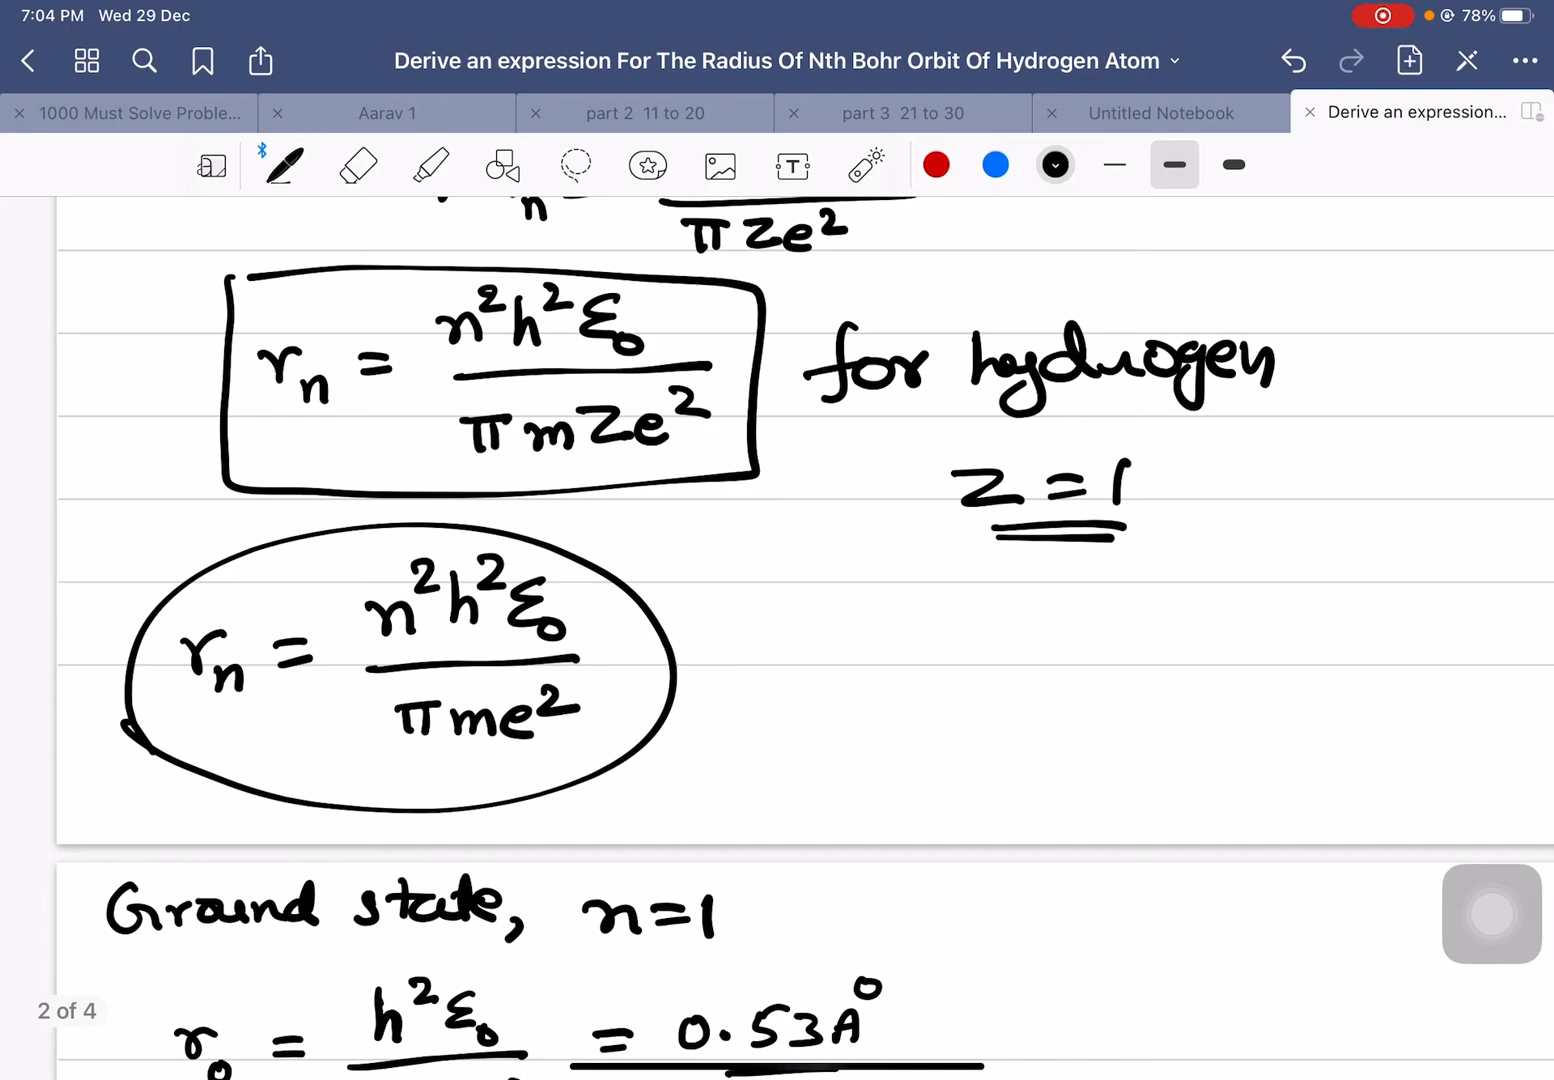 7:04 PM Wed 29 Dec
78%
Derive an expression For The Radius Of Nth Bohr Orbit Of Hydrogen Atom
1000 Must Solve Proble...
Aarav 1
part 2 11 to 20
part 3 21 to 30
Untitled Notebook
Derive an expression...
T
n =
π Ze²
rₙ = n²h²ε₀ / πmZe²
for hydrogen
Z = 1
rₙ = n²h²ε₀ / πme²
Ground state, n=1
2 of 4
r₀ = h²ε₀ = 0.53A⁰